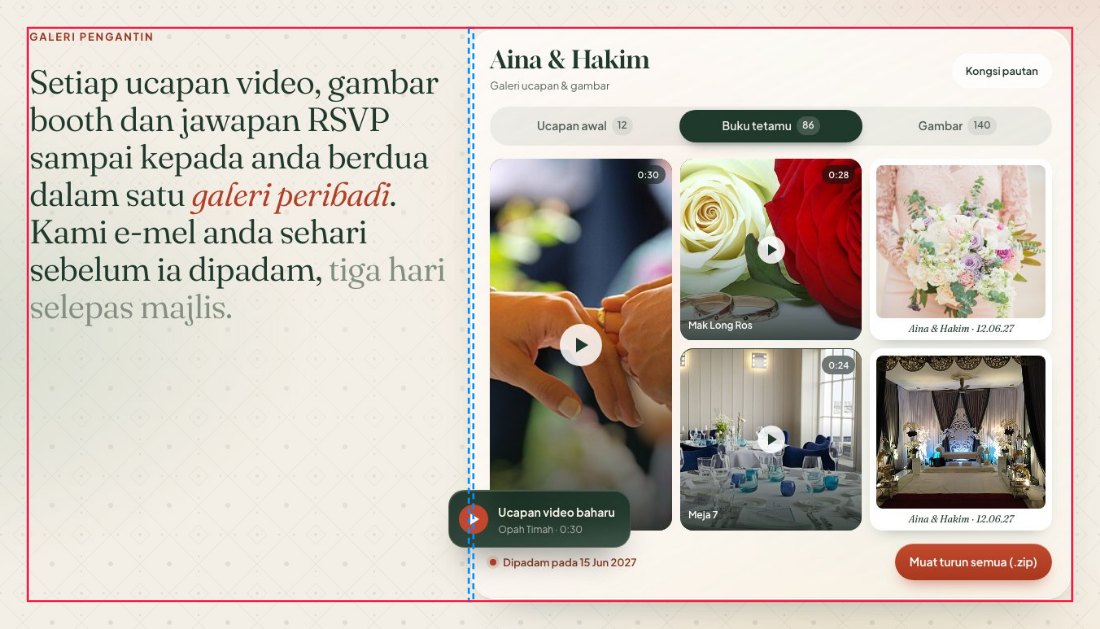 GALERI PENGANTIN
Setiap ucapan video, gambar
booth dan jawapan RSVP
sampai kepada anda berdua
dalam satu galeri peribadi.
Kami e-mel anda sehari
sebelum ia dipadam, tiga hari
selepas majlis.
Aina & Hakim
Galeri ucapan & gambar
Kongsi pautan
Ucapan awal 12
Buku tetamu 86
Gambar 140
0:30
0:28
Mak Long Ros
Aina & Hakim · 12.06.27
0:24
Meja 7
Aina & Hakim · 12.06.27
Ucapan video baharu
Opah Timah · 0:30
Dipadam pada 15 Jun 2027
Muat turun semua (.zip)